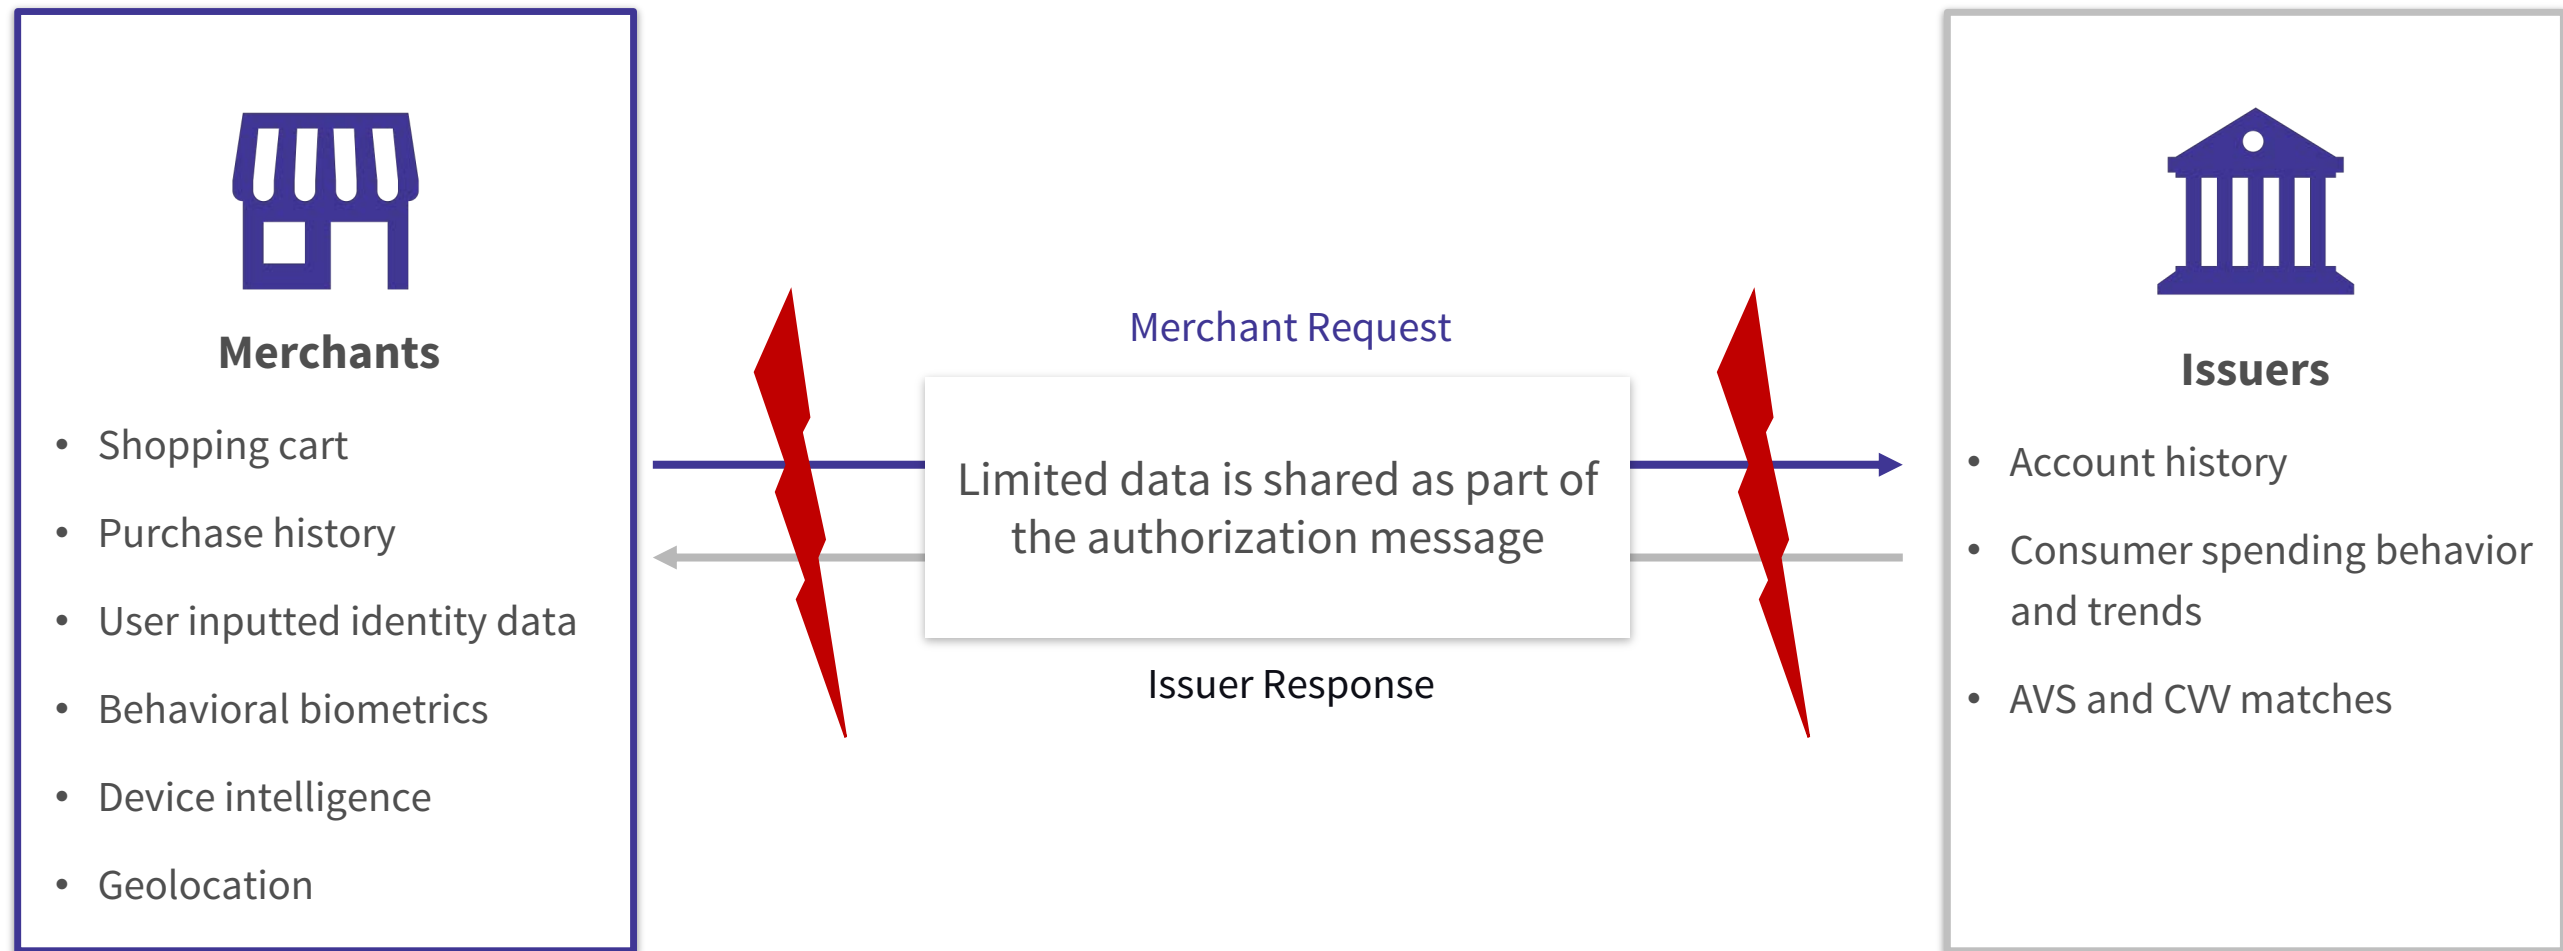 Merchants
• Shopping cart
• Purchase history
• User inputted identity data
• Behavioral biometrics
• Device intelligence
• Geolocation
Merchant Request
Limited data is shared as part of
the authorization message
Issuer Response
Issuers
• Account history
• Consumer spending behavior
and trends
• AVS and CVV matches